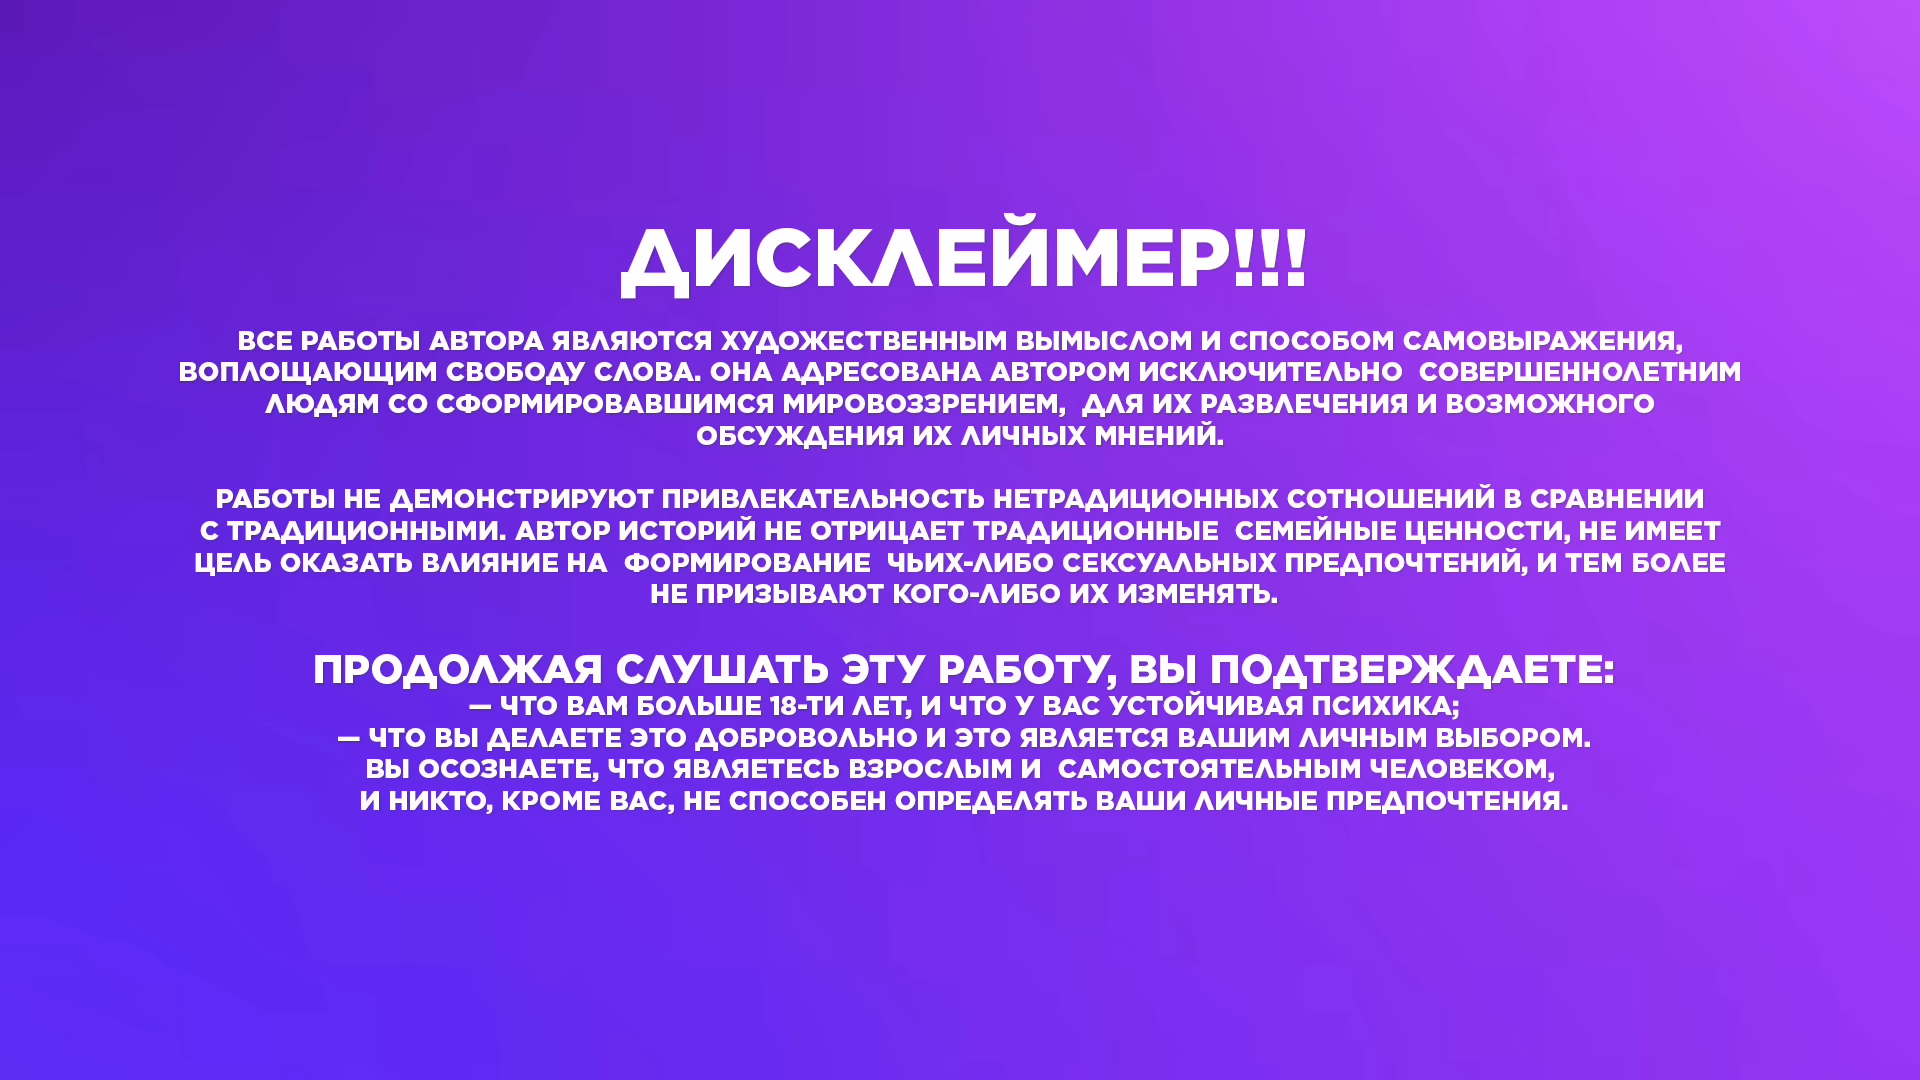 ДИСКЛЕЙМЕР!!!
ВСЕ РАБОТЫ АВТОРА ЯВЛЯЮТСЯ ХУДОЖЕСТВЕННЫМ ВЫМЫСЛОМ И СПОСОБОМ САМОВЫРАЖЕНИЯ,
ВОПЛОЩАЮЩИМ СВОБОДУ СЛОВА. ОНА АДРЕСОВАНА АВТОРОМ ИСКЛЮЧИТЕЛЬНО СОВЕРШЕННОЛЕТНИМ
ЛЮДЯМ СО СФОРМИРОВАВШИМСЯ МИРОВОЗЗРЕНИЕМ, ДЛЯ ИХ РАЗВЛЕЧЕНИЯ И ВОЗМОЖНОГО
ОБСУЖДЕНИЯ ИХ ЛИЧНЫХ МНЕНИЙ.
РАБОТЫ НЕ ДЕМОНСТРИРУЮТ ПРИВЛЕКАТЕЛЬНОСТЬ НЕТРАДИЦИОННЫХ СОТНОШЕНИЙ В СРАВНЕНИИ
С ТРАДИЦИОННЫМИ. АВТОР ИСТОРИЙ НЕ ОТРИЦАЕТ ТРАДИЦИОННЫЕ СЕМЕЙНЫЕ ЦЕННОСТИ, НЕ ИМЕЕТ
ЦЕЛЬ ОКАЗАТЬ ВЛИЯНИЕ НА ФОРМИРОВАНИЕ ЧЬИХ-ЛИБО СЕКСУАЛЬНЫХ ПРЕДПОЧТЕНИЙ, И ТЕМ БОЛЕЕ
НЕ ПРИЗЫВАЮТ КОГО-ЛИБО ИХ ИЗМЕНЯТЬ.
ПРОДОЛЖАЯ СЛУШАТЬ ЭТУ РАБОТУ, ВЫ ПОДТВЕРЖДАЕТЕ:
— ЧТО ВАМ БОЛЬШЕ 18-ТИ ЛЕТ, И ЧТО У ВАС УСТОЙЧИВАЯ ПСИХИКА;
— ЧТО ВЫ ДЕЛАЕТЕ ЭТО ДОБРОВОЛЬНО И ЭТО ЯВЛЯЕТСЯ ВАШИМ ЛИЧНЫМ ВЫБОРОМ.
ВЫ ОСОЗНАЕТЕ, ЧТО ЯВЛЯЕТЕСЬ ВЗРОСЛЫМ И САМОСТОЯТЕЛЬНЫМ ЧЕЛОВЕКОМ,
И НИКТО, КРОМЕ ВАС, НЕ СПОСОБЕН ОПРЕДЕЛЯТЬ ВАШИ ЛИЧНЫЕ ПРЕДПОЧТЕНИЯ.